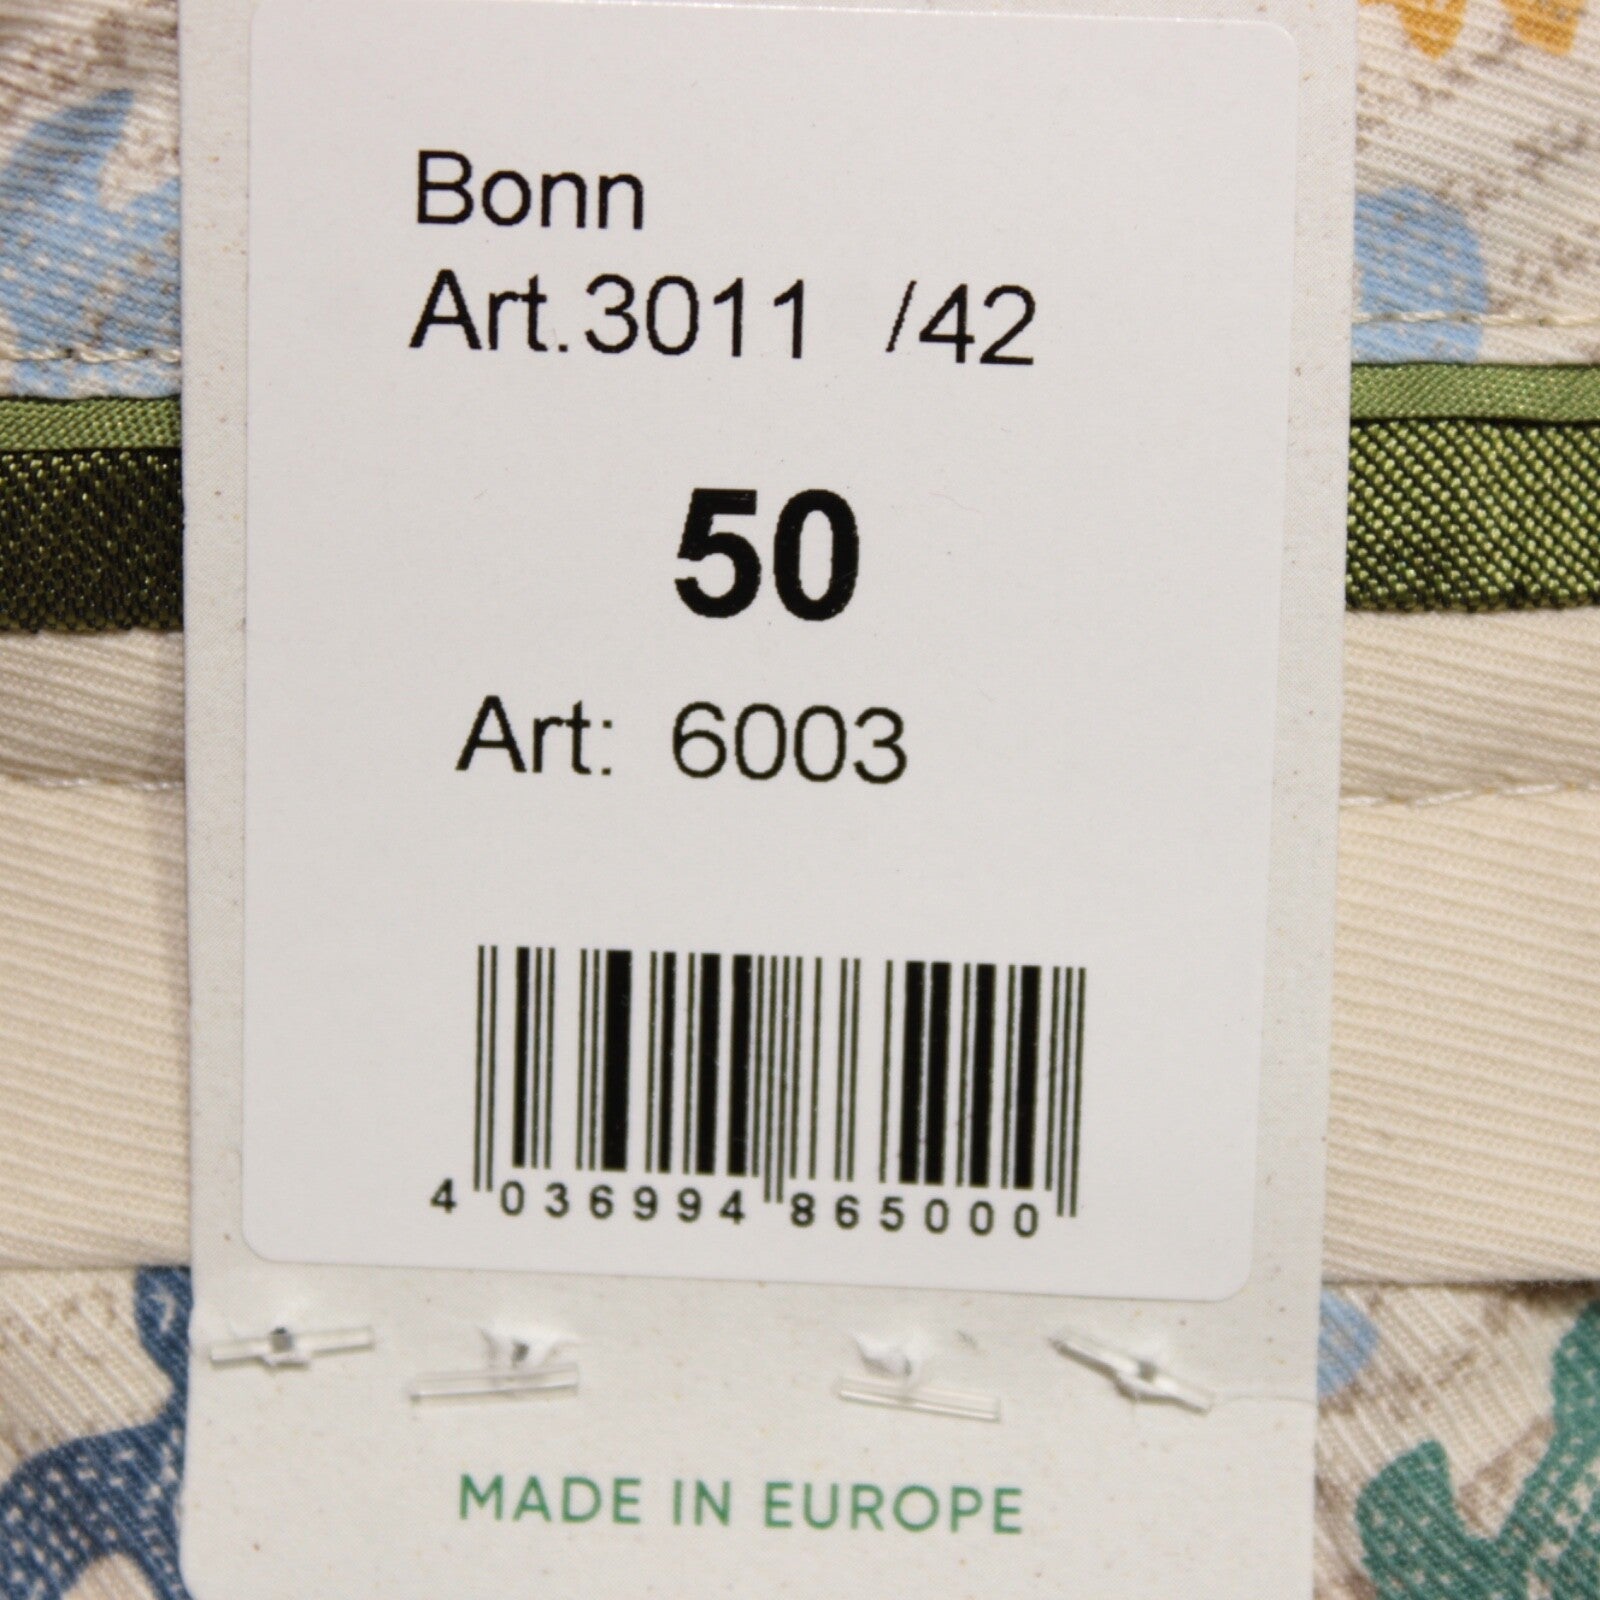 Bonn
Art.3011 /42
50
Art: 6003
4 036994 865000
MADE IN EUROPE